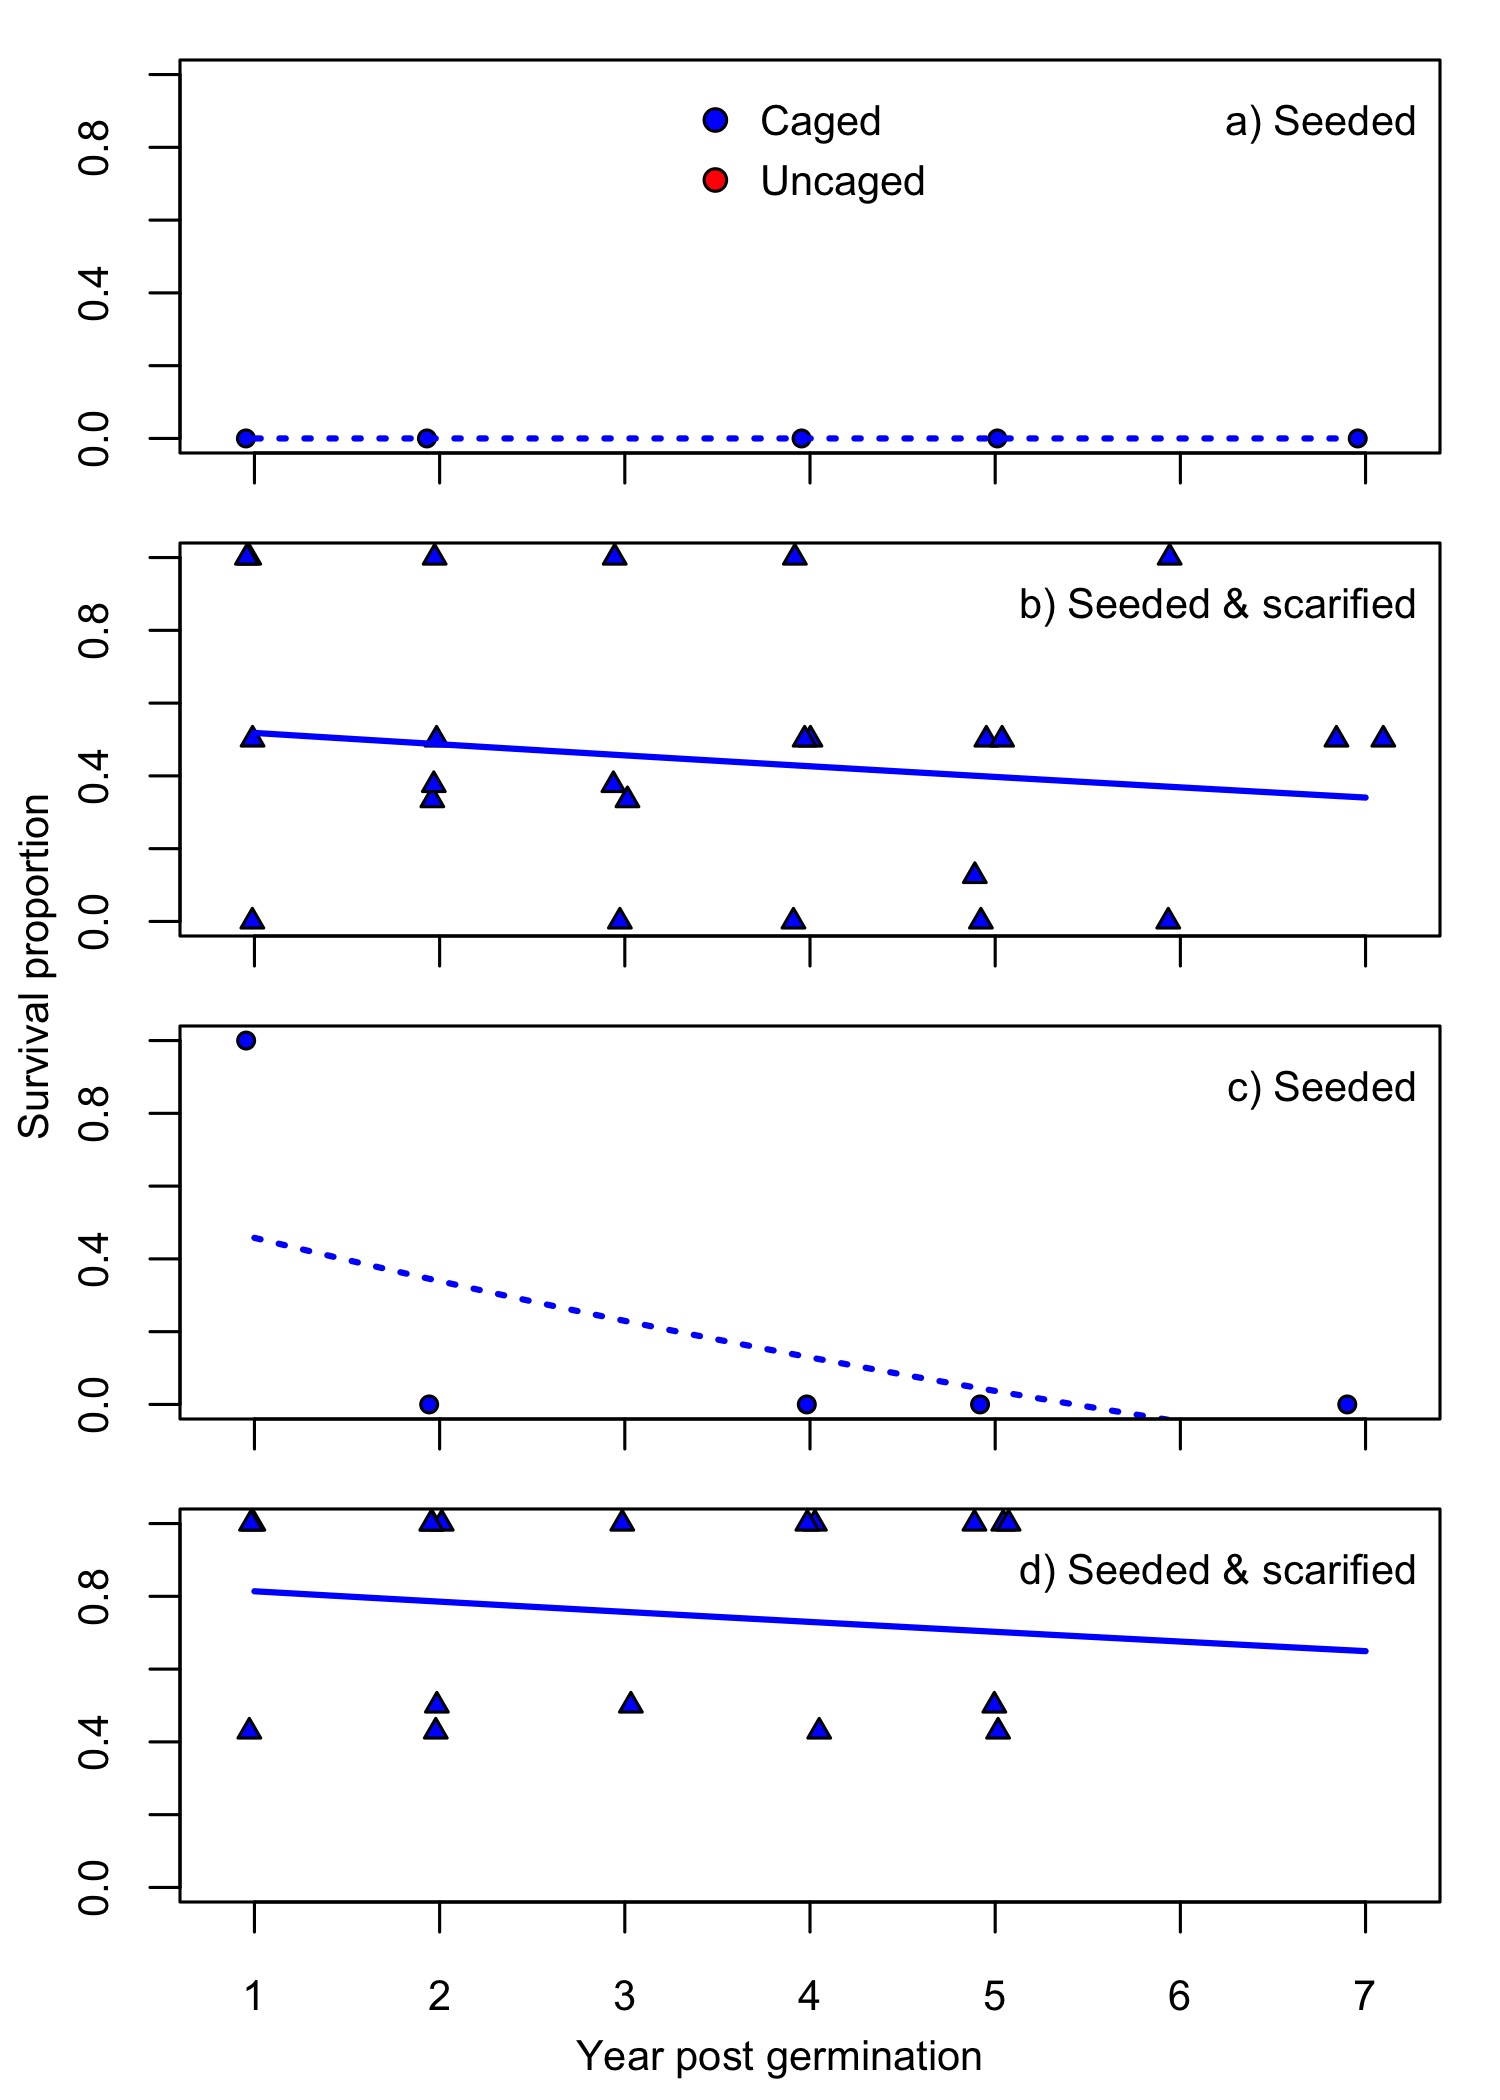 Caged
Uncaged
a) Seeded
0.8
0.4
0.0
b) Seeded & scarified
0.8
0.4
0.0
Survival proportion
c) Seeded
0.8
0.4
0.0
d) Seeded & scarified
0.8
0.4
0.0
1 2 3 4 5 6 7
Year post germination